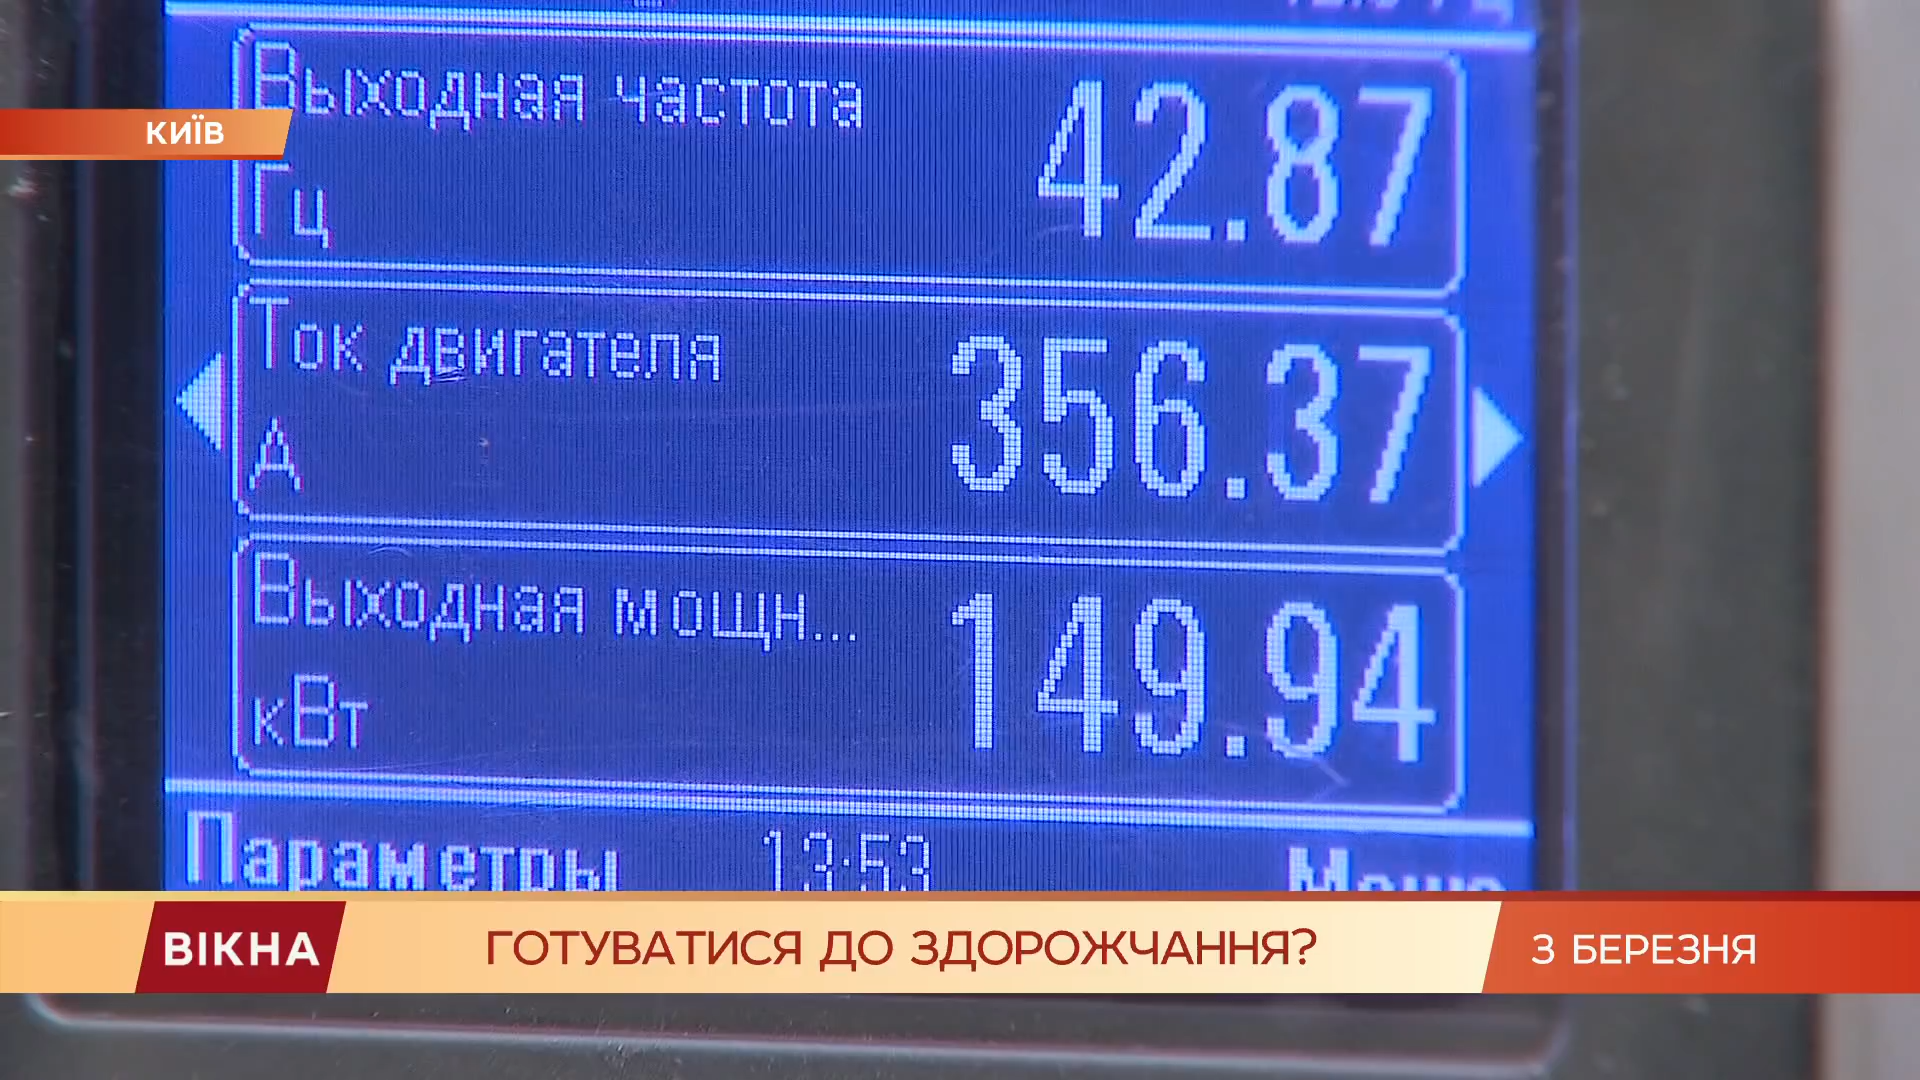 Выходная частота
42.87
КИЇВ
Гц
Ток двигателя
356.37
А
Выходная мощн...
149.94
кВт
Параметры 13:53 Меню
ВІКНА ГОТУВАТИСЯ ДО ЗДОРОЖЧАННЯ? 3 БЕРЕЗНЯ